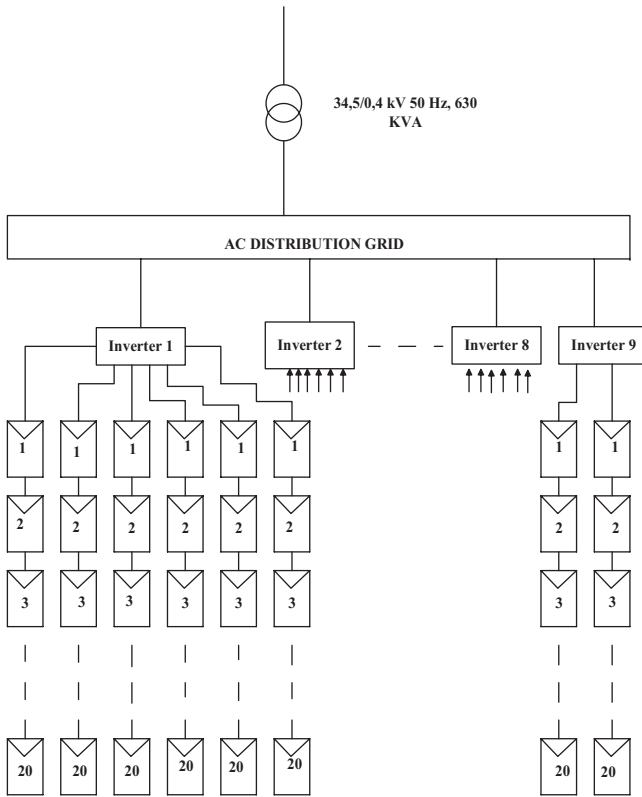 34,5/0,4 kV 50 Hz, 630
KVA
AC DISTRIBUTION GRID
Inverter 1
Inverter 2
Inverter 8
Inverter 9
1 1 1 1 1 1 1 1
2 2 2 2 2 2 2 2
3 3 3 3 3 3 3 3
20 20 20 20 20 20 20 20